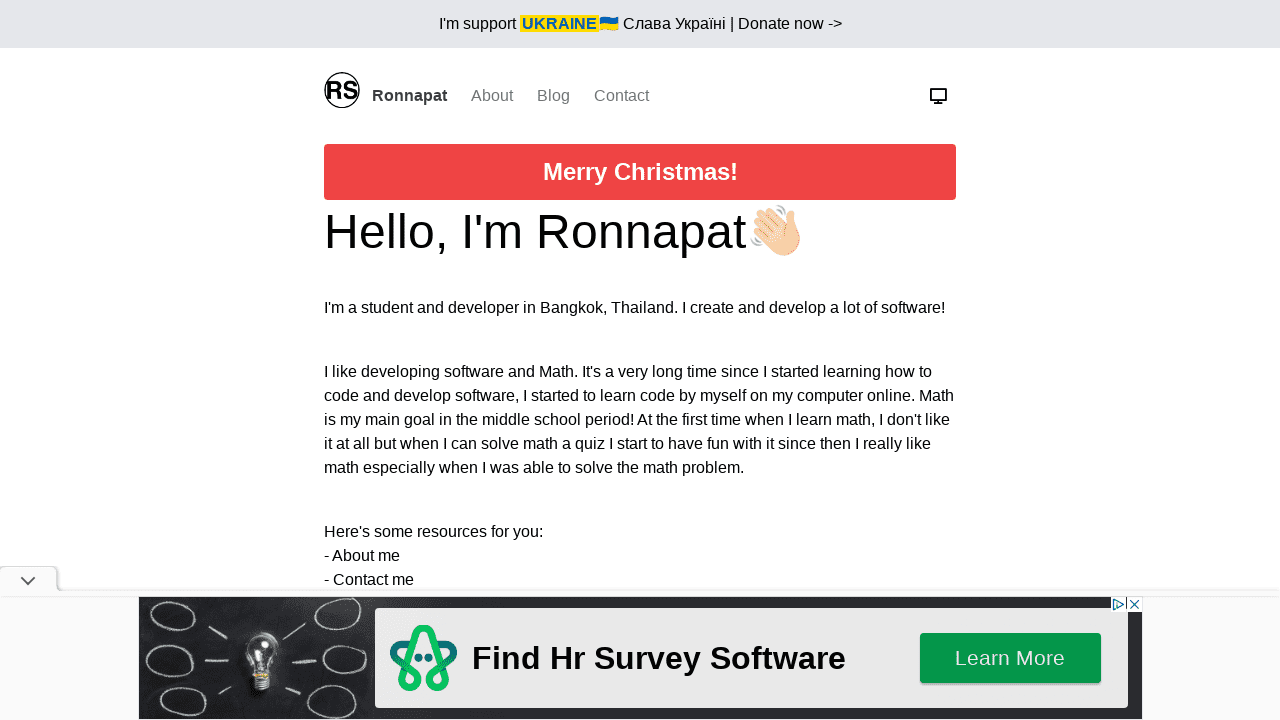 I'm support UKRAINE🇺🇦 Слава Україні | Donate now ->
RS Ronnapat About Blog Contact
Merry Christmas!
Hello, I'm Ronnapat👋🏻
I'm a student and developer in Bangkok, Thailand. I create and develop a lot of software!
I like developing software and Math. It's a very long time since I started learning how to
code and develop software, I started to learn code by myself on my computer online. Math
is my main goal in the middle school period! At the first time when I learn math, I don't like
it at all but when I can solve math a quiz I start to have fun with it since then I really like
math especially when I was able to solve the math problem.
Here's some resources for you:
- About me
- Contact me
Find Hr Survey Software
Learn More